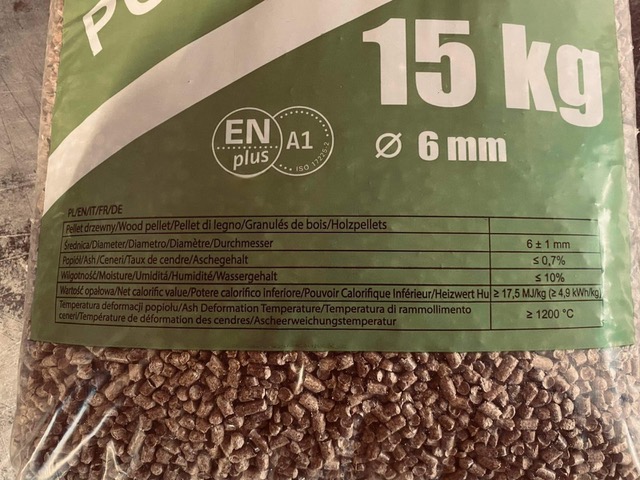 15 kg
EN plus A1
ISO 17225-2
Ø 6 mm
PL/EN/IT/FR/DE
Pellet drzewny/Wood pellet/Pellet di legno/Granulés de bois/Holzpellets
Średnica/Diameter/Diametro/Diamêtre/Durchmesser 6 ± 1 mm
Popiół/Ash/Ceneri/Taux de cendre/Aschegehalt ≤ 0,7%
Wilgotność/Moisture/Umiditá/Humidité/Wassergehalt ≤ 10%
Wartość opałowa/Net calorific value/Potere calorifico inferiore/Pouvoir Calorifique Inférieur/Heizwert Hu ≥ 17,5 MJ/kg (≥ 4,9 kWh/kg)
Temperatura deformacji popiołu/Ash Deformation Temperature/Temperatura di rammollimento
ceneri/Température de déformation des cendres/Ascheerweichungstemperatur ≥ 1200 °C